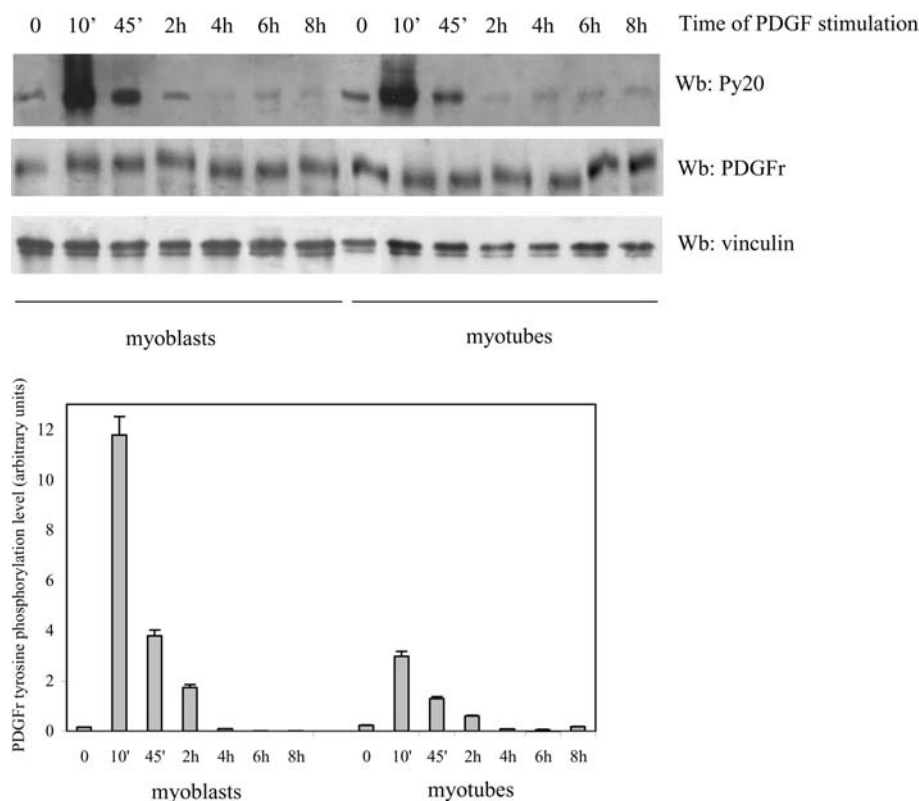 0 10' 45' 2h 4h 6h 8h 0 10' 45' 2h 4h 6h 8h Time of PDGF stimulation
Wb: Py20
Wb: PDGFr
Wb: vinculin
myoblasts myotubes
PDGFr tyrosine phosphorylation level (arbitrary units)
12
10
8
6
4
2
0
0 10' 45' 2h 4h 6h 8h 0 10' 45' 2h 4h 6h 8h
myoblasts myotubes